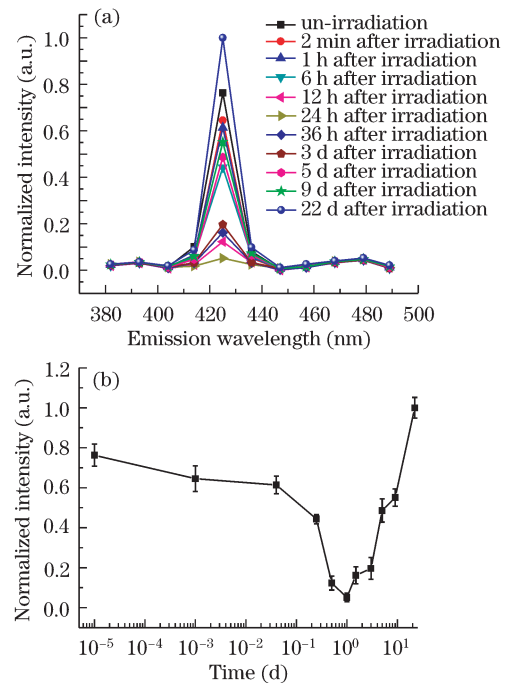 (a)
un-irradiation
2 min after irradiation
1 h after irradiation
6 h after irradiation
12 h after irradiation
24 h after irradiation
36 h after irradiation
3 d after irradiation
5 d after irradiation
9 d after irradiation
22 d after irradiation
Normalized intensity (a.u.)
1.0
0.8
0.6
0.4
0.2
0.0
380 400 420 440 460 480 500
Emission wavelength (nm)
(b)
Normalized intensity (a.u.)
1.2
1.0
0.8
0.6
0.4
0.2
0.0
10⁻⁵ 10⁻⁴ 10⁻³ 10⁻² 10⁻¹ 10⁰ 10¹
Time (d)